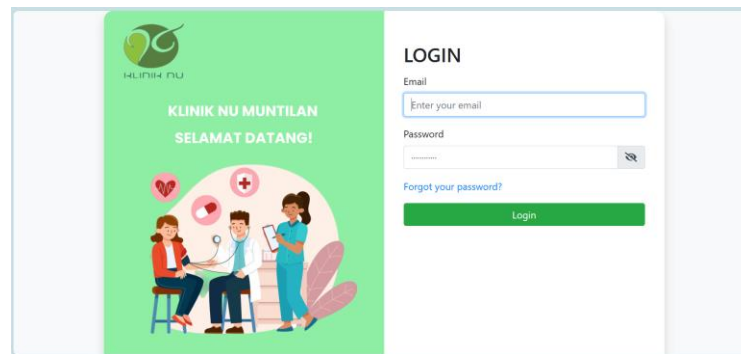 KLINIK NU
KLINIK NU MUNTILAN
SELAMAT DATANG!
LOGIN
Email
Enter your email
Password
Forgot your password?
Login